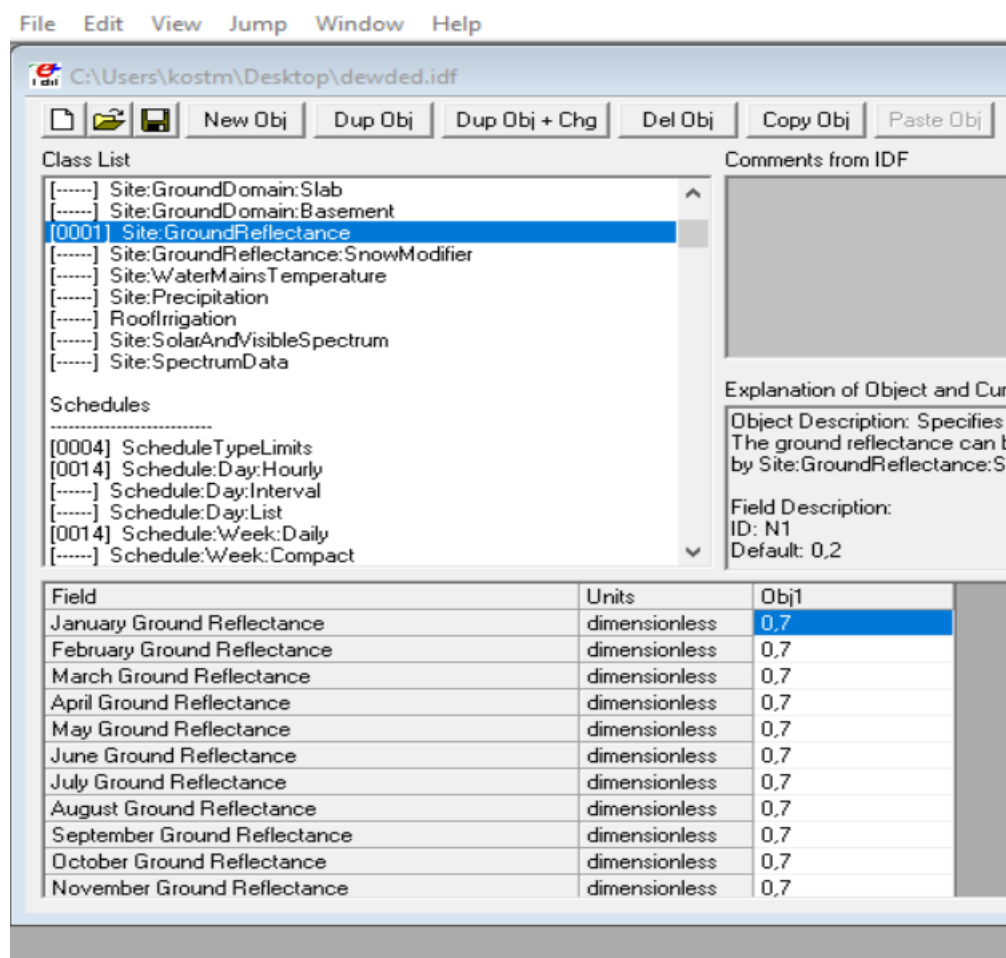 File Edit View Jump Window Help
C:\Users\kostm\Desktop\dewded.idf
New Obj Dup Obj Dup Obj + Chg Del Obj Copy Obj Paste Obj
Class List
[------] Site:GroundDomain:Slab
[------] Site:GroundDomain:Basement
[0001] Site:GroundReflectance
[------] Site:GroundReflectance:SnowModifier
[------] Site:WaterMainsTemperature
[------] Site:Precipitation
[------] RoofIrrigation
[------] Site:SolarAndVisibleSpectrum
[------] Site:SpectrumData
Schedules
[0004] ScheduleTypeLimits
[0014] Schedule:Day:Hourly
[------] Schedule:Day:Interval
[------] Schedule:Day:List
[0014] Schedule:Week:Daily
[------] Schedule:Week:Compact
Comments from IDF
Explanation of Object and Cur
Object Description: Specifies
The ground reflectance can b
by Site:GroundReflectance:S
Field Description:
ID: N1
Default: 0,2
Field Units Obj1
January Ground Reflectance dimensionless 0,7
February Ground Reflectance dimensionless 0,7
March Ground Reflectance dimensionless 0,7
April Ground Reflectance dimensionless 0,7
May Ground Reflectance dimensionless 0,7
June Ground Reflectance dimensionless 0,7
July Ground Reflectance dimensionless 0,7
August Ground Reflectance dimensionless 0,7
September Ground Reflectance dimensionless 0,7
October Ground Reflectance dimensionless 0,7
November Ground Reflectance dimensionless 0,7